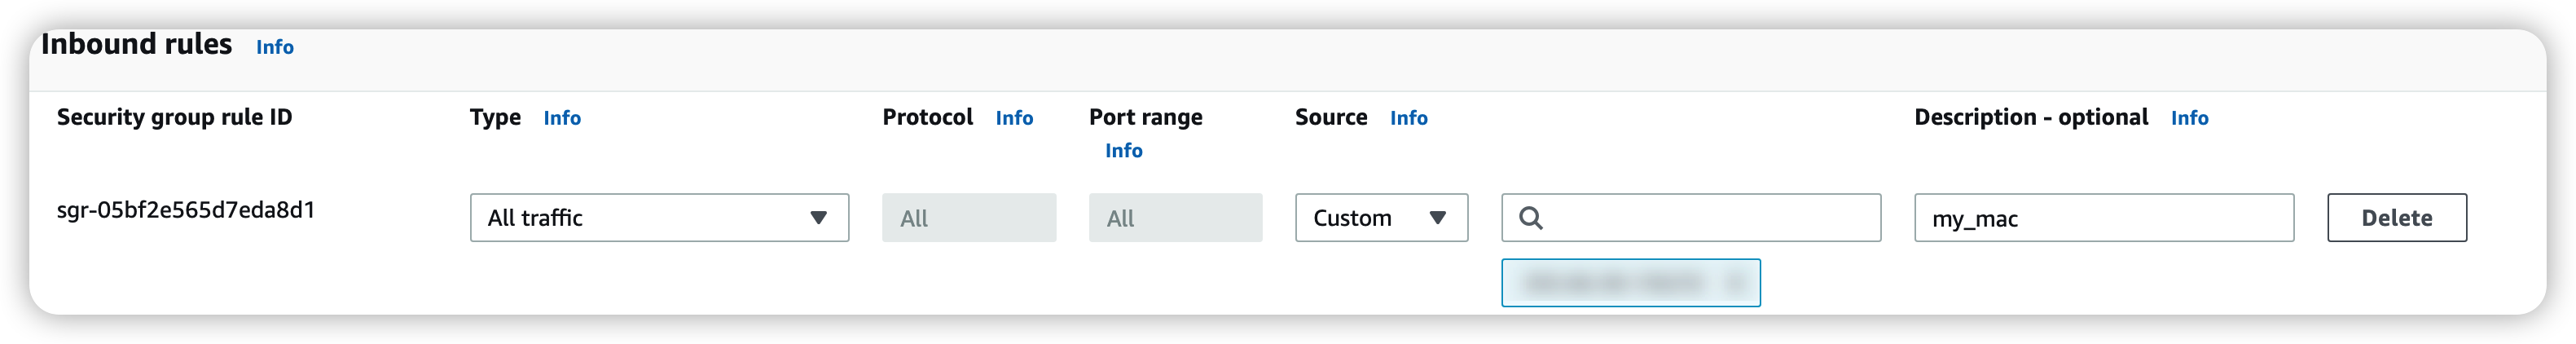 Inbound rules Info
Security group rule ID Type Info Protocol Info Port range Info Source Info Description - optional Info
sgr-05bf2e565d7eda8d1 All traffic All All Custom my_mac Delete